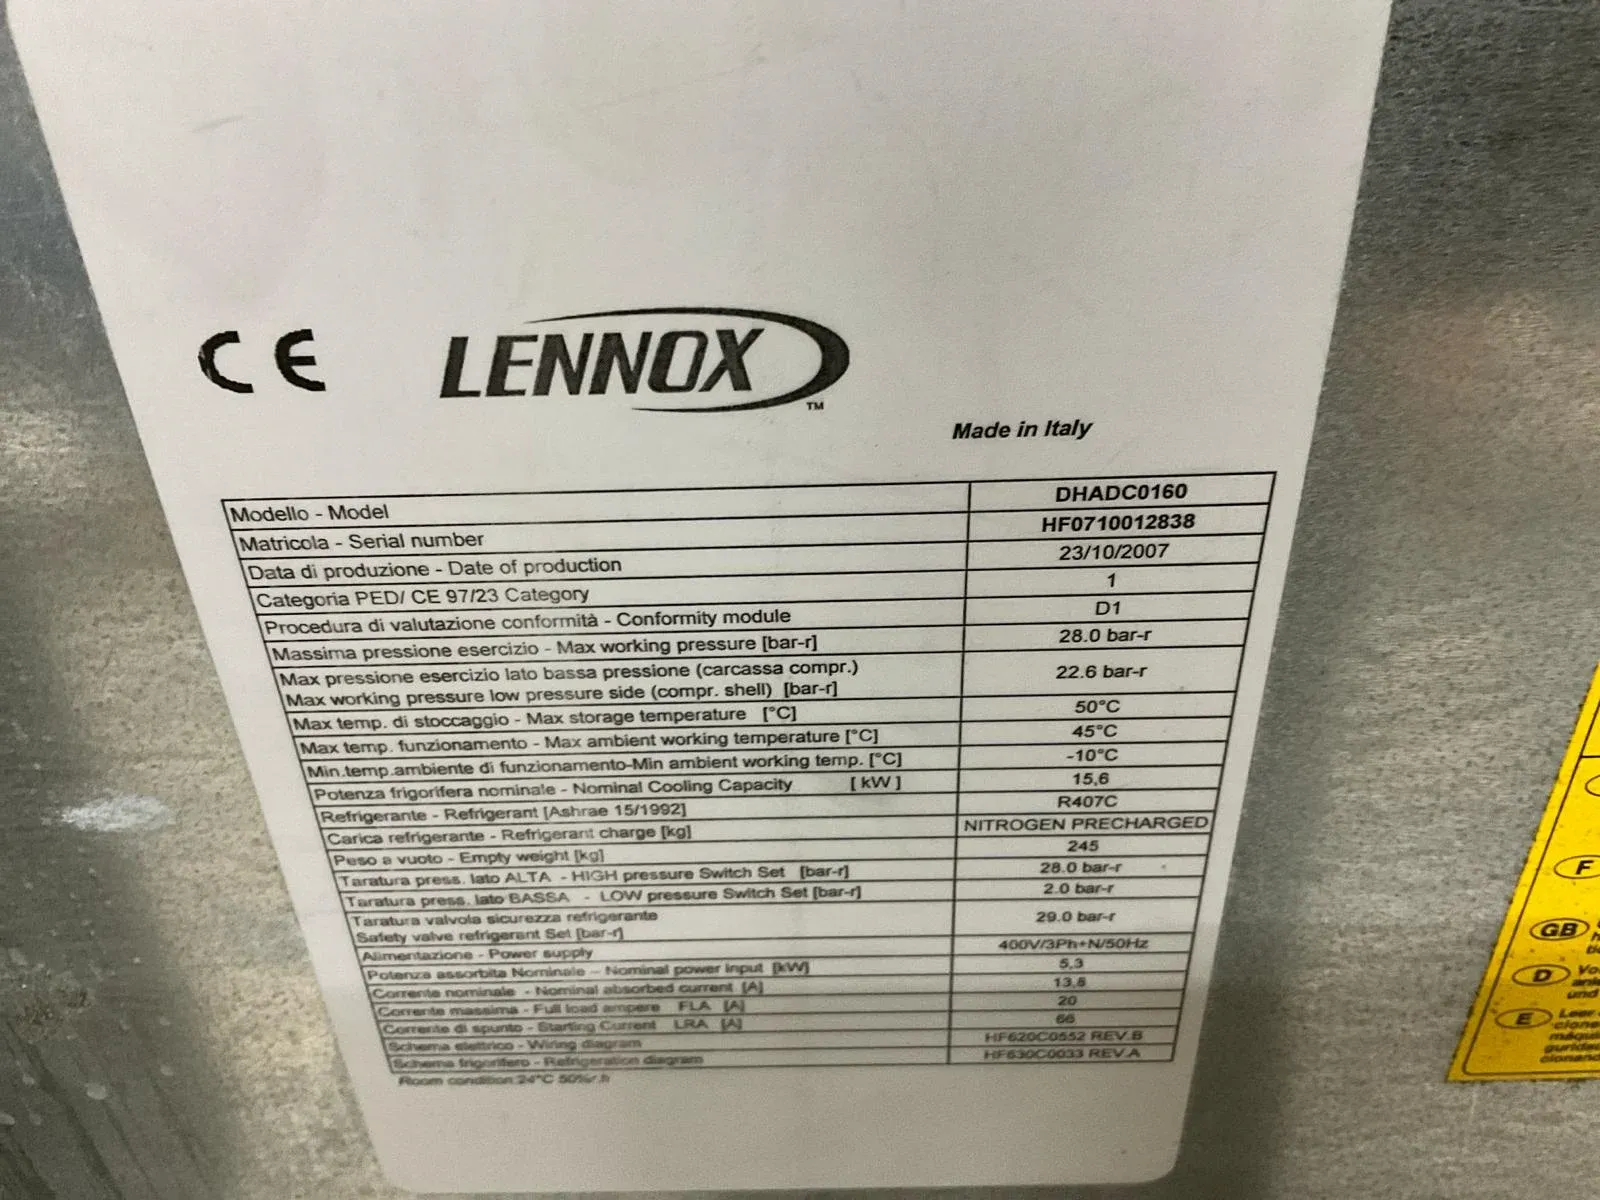 CE LENNOX TM
Made in Italy
Modello - Model DHADC0160
Matricola - Serial number HF0710012838
Data di produzione - Date of production 23/10/2007
Categoria PED/ CE 97/23 Category 1
Procedura di valutazione conformità - Conformity module D1
Massima pressione esercizio - Max working pressure [bar-r] 28.0 bar-r
Max pressione esercizio lato bassa pressione (carcassa compr.)
Max working pressure low pressure side (compr. shell) [bar-r] 22.6 bar-r
Max temp. di stoccaggio - Max storage temperature [°C] 50°C
Max temp. funzionamento - Max ambient working temperature [°C] 45°C
Min.temp.ambiente di funzionamento-Min ambient working temp. [°C] -10°C
Potenza frigorifera nominale - Nominal Cooling Capacity [ kW ] 15,6
Refrigerante - Refrigerant [Ashrae 15/1992] R407C
Carica refrigerante - Refrigerant charge [kg] NITROGEN PRECHARGED
Peso a vuoto - Empty weight [kg] 245
Taratura press. lato ALTA - HIGH pressure Switch Set [bar-r] 28.0 bar-r
Taratura press. lato BASSA - LOW pressure Switch Set [bar-r] 2.0 bar-r
Taratura valvola sicurezza refrigerante
Safety valve refrigerant Set [bar-r] 29.0 bar-r
Alimentazione - Power supply 400V/3Ph+N/50Hz
Potenza assorbita Nominale – Nominal power input [kW] 5,3
Corrente nominale - Nominal absorbed current [A] 13,8
Corrente massima - Full load ampere FLA [A] 20
Corrente di spunto - Starting Current LRA [A] 66
Schema elettrico - Wiring diagram HF620C0552 REV.B
Schema frigorifero - Refrigeration diagram HF630C0033 REV.A
Room condition 24°C 50%r.h
F
GB
D Vo
und
E Leer